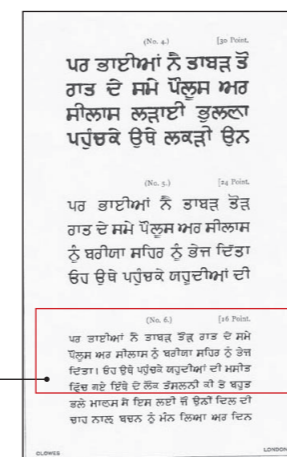 (No. 4.) [30 Point.
ਪਰ ਭਾਈਆਂ ਨੈ ਤਾਬੜ ਤੋੰ
ਰਾਤ ਦੇ ਸਮੇ ਪੌਲੂਸ ਅਰ
ਸੀਲਾਸ ਲੜਾਈ ਭੁਲਣਾ
ਪਹੁੰਚਕੇ ਉਥੇ ਲਕੜੀ ਉਨ
(No. 5.) [24 Point.
ਪਰ ਭਾਈਆਂ ਨੈ ਤਾਬੜ ਤੋੜ
ਰਾਤ ਦੇ ਸਮੇ ਪੌਲੂਸ ਅਰ ਸੀਲਾਸ
ਨੂੰ ਬਰੀਯਾ ਸਹਿਰ ਨੂੰ ਭੇਜ ਦਿੱਤਾ
ਓਹ ਉਥੇ ਪਹੁੰਚਕੇ ਯਹੂਦੀਆਂ ਦੀ
(No. 6.) [16 Point.
ਪਰ ਭਾਈਆਂ ਨੈ ਤਾਬੜ ਤੋੜ ਰਾਤ ਦੇ ਸਮੇ
ਪੌਲੂਸ ਅਰ ਸੀਲਾਸ ਨੂੰ ਬਰੀਯਾ ਸਹਿਰ ਨੂੰ ਭੇਜ
ਦਿੱਤਾ। ਓਹ ਉਥੇ ਪਹੁੰਚਕੇ ਯਹੂਦੀਆਂ ਦੀ ਮਸੀਤ
ਵਿੱਚ ਗਏ ਇੱਥੇ ਦੇ ਲੋਕ ਤੱਸਲਨੀ ਕੀ ਤੇ ਬਹੁਤ
ਭਲੇ ਮਾਣਸ ਸੇ ਇਸ ਲਈ ਜੋ ਉਨੀ ਦਿਲ ਦੀ
ਚਾਹ ਨਾਲ ਬਚਨ ਨੂੰ ਮੰਨ ਲਿਆ ਅਰ ਦਿਨ
CLOWES LONDON